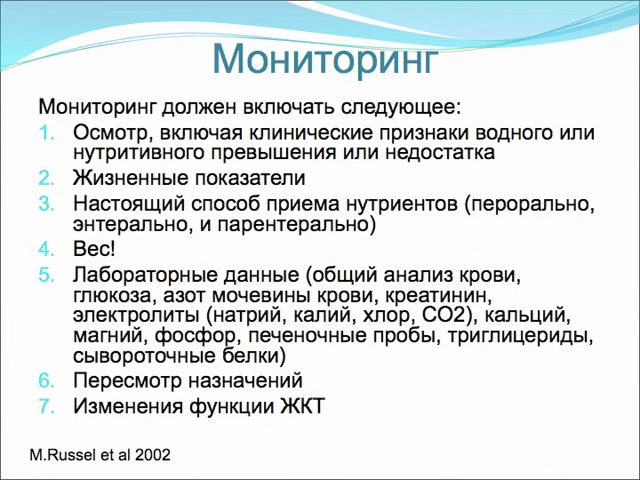 Мониторинг
Мониторинг должен включать следующее:
1. Осмотр, включая клинические признаки водного или
нутритивного превышения или недостатка
2. Жизненные показатели
3. Настоящий способ приема нутриентов (перорально,
энтерально, и парентерально)
4. Вес!
5. Лабораторные данные (общий анализ крови,
глюкоза, азот мочевины крови, креатинин,
электролиты (натрий, калий, хлор, СО2), кальций,
магний, фосфор, печеночные пробы, триглицериды,
сывороточные белки)
6. Пересмотр назначений
7. Изменения функции ЖКТ
M.Russel et al 2002